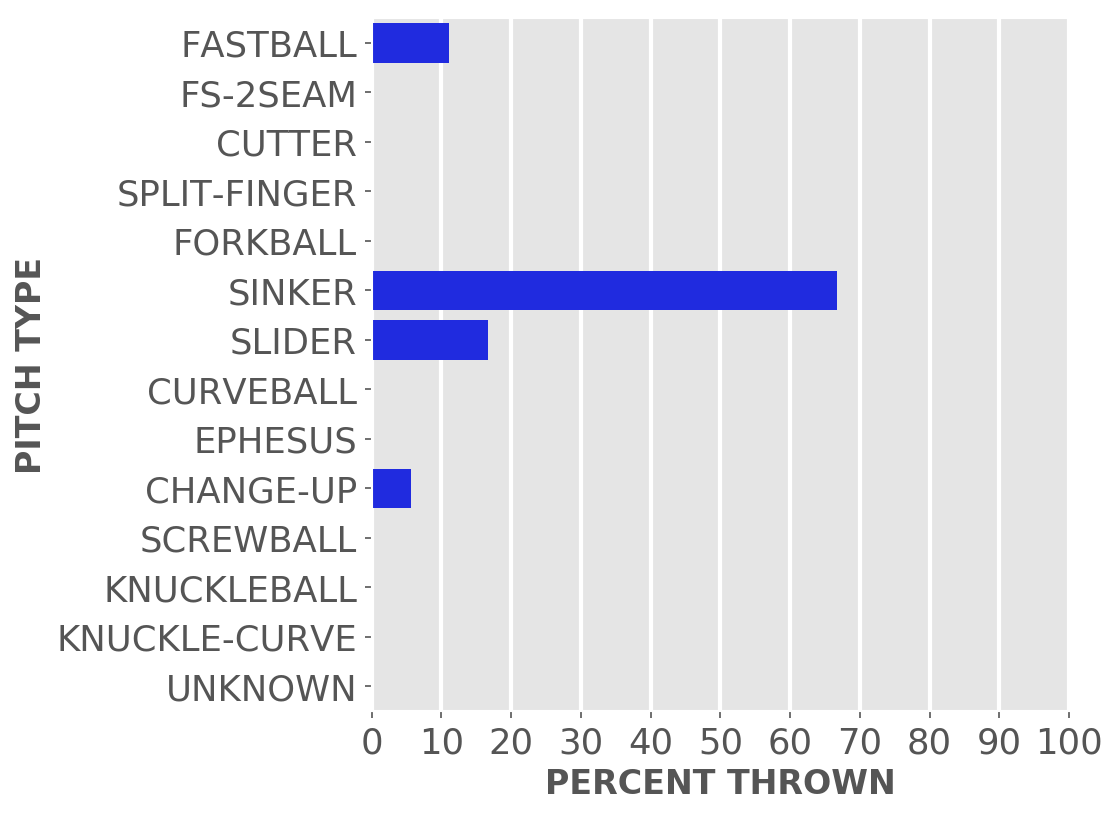 FASTBALL
FS-2SEAM
CUTTER
SPLIT-FINGER
FORKBALL
SINKER
SLIDER
CURVEBALL
EPHESUS
CHANGE-UP
SCREWBALL
KNUCKLEBALL
KNUCKLE-CURVE
UNKNOWN
PITCH TYPE
0 10 20 30 40 50 60 70 80 90 100
PERCENT THROWN